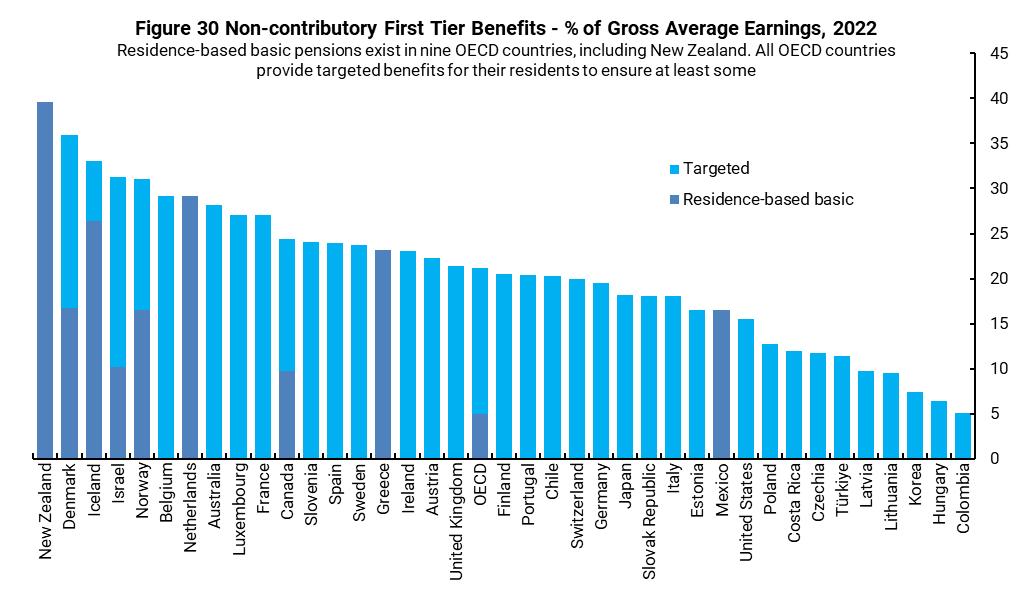 Figure 30 Non-contributory First Tier Benefits - % of Gross Average Earnings, 2022
Residence-based basic pensions exist in nine OECD countries, including New Zealand. All OECD countries
provide targeted benefits for their residents to ensure at least some
45
40
35
30
25
20
15
10
5
0
Targeted
Residence-based basic
New Zealand
Denmark
Iceland
Israel
Norway
Belgium
Netherlands
Australia
Luxembourg
France
Canada
Slovenia
Spain
Sweden
Greece
Ireland
Austria
United Kingdom
OECD
Finland
Portugal
Chile
Switzerland
Germany
Japan
Slovak Republic
Italy
Estonia
Mexico
United States
Poland
Costa Rica
Czechia
Türkiye
Latvia
Lithuania
Korea
Hungary
Colombia